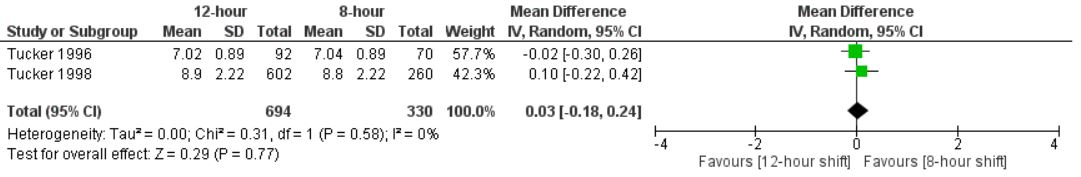 12-hour 8-hour Mean Difference Mean Difference
Study or Subgroup Mean SD Total Mean SD Total Weight IV, Random, 95% CI IV, Random, 95% CI
Tucker 1996 7.02 0.89 92 7.04 0.89 70 57.7% -0.02 [-0.30, 0.26]
Tucker 1998 8.9 2.22 602 8.8 2.22 260 42.3% 0.10 [-0.22, 0.42]
Total (95% CI) 694 330 100.0% 0.03 [-0.18, 0.24]
Heterogeneity: Tau² = 0.00; Chi² = 0.31, df = 1 (P = 0.58); I² = 0%
Test for overall effect: Z = 0.29 (P = 0.77)
-4 -2 0 2 4
Favours [12-hour shift] Favours [8-hour shift]